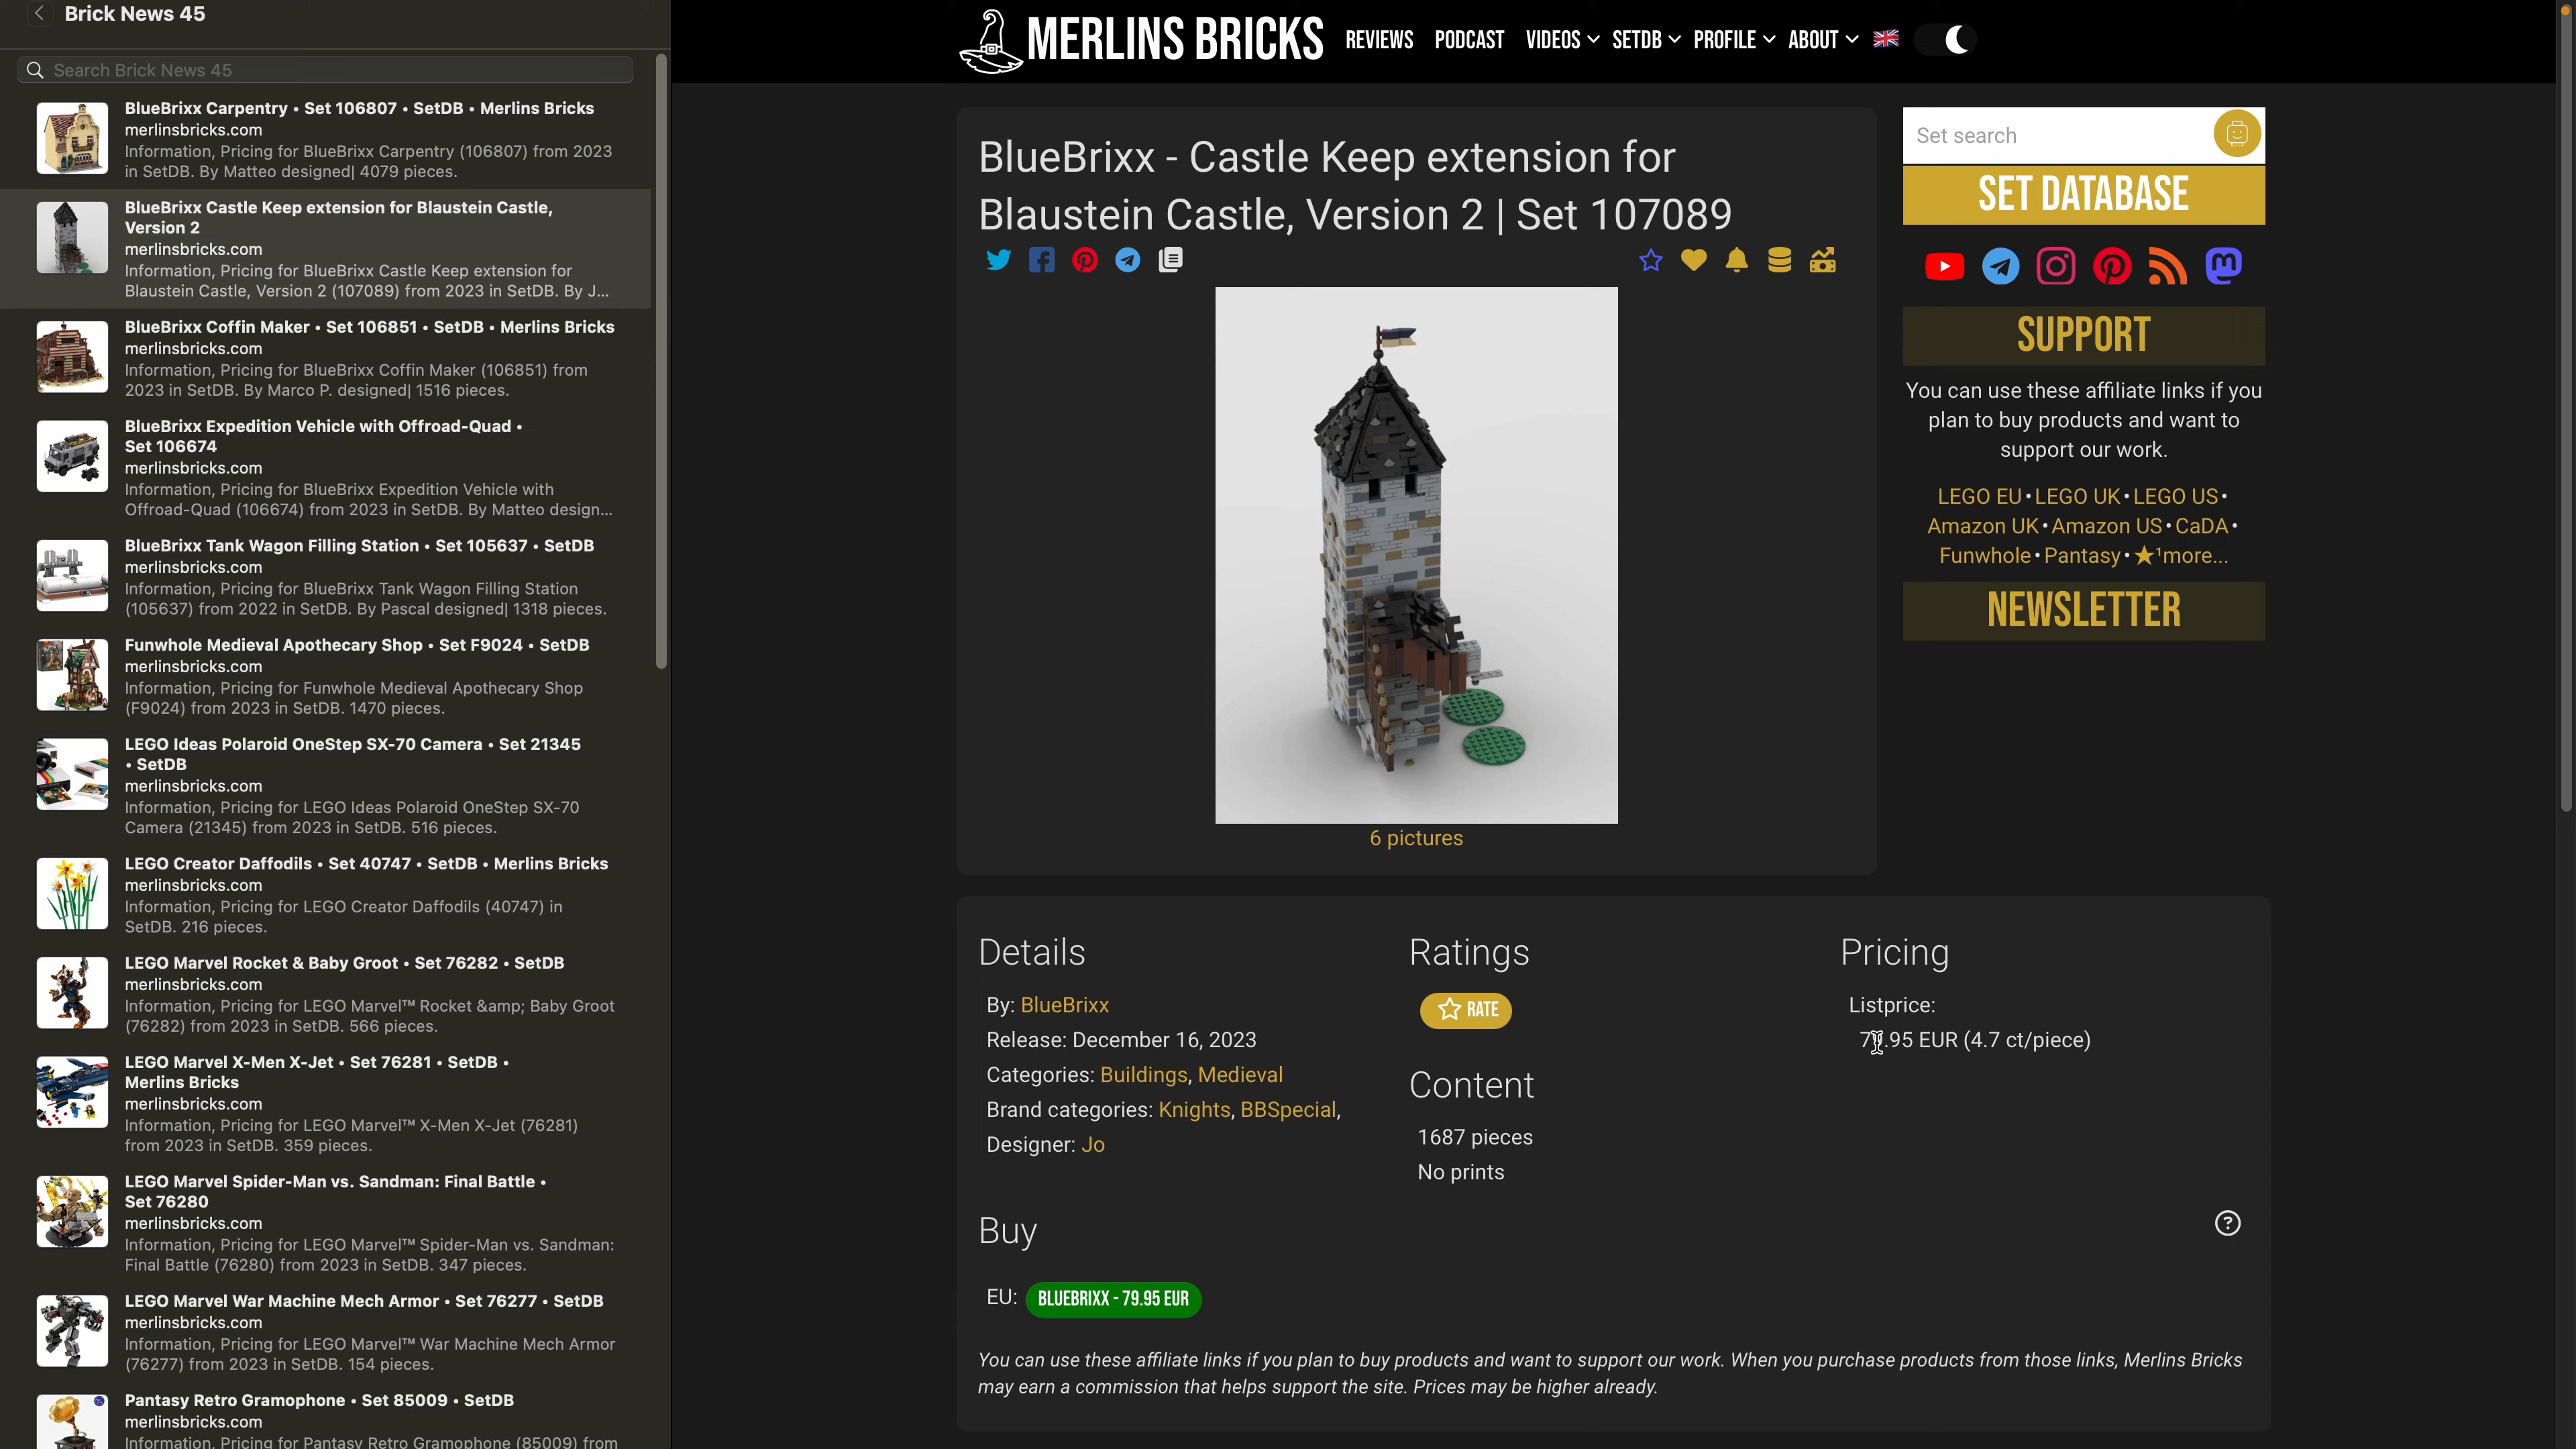 Brick News 45
Search Brick News 45
BlueBrixx Carpentry • Set 106807 • SetDB • Merlins Bricks
merlinsbricks.com
Information, Pricing for BlueBrixx Carpentry (106807) from 2023
in SetDB. By Matteo designed| 4079 pieces.
BlueBrixx Castle Keep extension for Blaustein Castle,
Version 2
merlinsbricks.com
Information, Pricing for BlueBrixx Castle Keep extension for
Blaustein Castle, Version 2 (107089) from 2023 in SetDB. By J...
BlueBrixx Coffin Maker • Set 106851 • SetDB • Merlins Bricks
merlinsbricks.com
Information, Pricing for BlueBrixx Coffin Maker (106851) from
2023 in SetDB. By Marco P. designed| 1516 pieces.
BlueBrixx Expedition Vehicle with Offroad-Quad •
Set 106674
merlinsbricks.com
Information, Pricing for BlueBrixx Expedition Vehicle with
Offroad-Quad (106674) from 2023 in SetDB. By Matteo design...
BlueBrixx Tank Wagon Filling Station • Set 105637 • SetDB
merlinsbricks.com
Information, Pricing for BlueBrixx Tank Wagon Filling Station
(105637) from 2022 in SetDB. By Pascal designed| 1318 pieces.
Funwhole Medieval Apothecary Shop • Set F9024 • SetDB
merlinsbricks.com
Information, Pricing for Funwhole Medieval Apothecary Shop
(F9024) from 2023 in SetDB. 1470 pieces.
LEGO Ideas Polaroid OneStep SX-70 Camera • Set 21345
• SetDB
merlinsbricks.com
Information, Pricing for LEGO Ideas Polaroid OneStep SX-70
Camera (21345) from 2023 in SetDB. 516 pieces.
LEGO Creator Daffodils • Set 40747 • SetDB • Merlins Bricks
merlinsbricks.com
Information, Pricing for LEGO Creator Daffodils (40747) in
SetDB. 216 pieces.
LEGO Marvel Rocket & Baby Groot • Set 76282 • SetDB
merlinsbricks.com
Information, Pricing for LEGO Marvel™ Rocket &amp; Baby Groot
(76282) from 2023 in SetDB. 566 pieces.
LEGO Marvel X-Men X-Jet • Set 76281 • SetDB •
Merlins Bricks
merlinsbricks.com
Information, Pricing for LEGO Marvel™ X-Men X-Jet (76281)
from 2023 in SetDB. 359 pieces.
LEGO Marvel Spider-Man vs. Sandman: Final Battle •
Set 76280
merlinsbricks.com
Information, Pricing for LEGO Marvel™ Spider-Man vs. Sandman:
Final Battle (76280) from 2023 in SetDB. 347 pieces.
LEGO Marvel War Machine Mech Armor • Set 76277 • SetDB
merlinsbricks.com
Information, Pricing for LEGO Marvel™ War Machine Mech Armor
(76277) from 2023 in SetDB. 154 pieces.
Pantasy Retro Gramophone • Set 85009 • SetDB
merlinsbricks.com
Information, Pricing for Pantasy Retro Gramophone (85009) from
MERLINS BRICKS
REVIEWS PODCAST VIDEOS SETDB PROFILE ABOUT
BlueBrixx - Castle Keep extension for
Blaustein Castle, Version 2 | Set 107089
6 pictures
Set search
SET DATABASE
SUPPORT
You can use these affiliate links if you
plan to buy products and want to
support our work.
LEGO EU • LEGO UK • LEGO US •
Amazon UK • Amazon US • CaDA •
Funwhole • Pantasy • ★¹more...
NEWSLETTER
Details
By: BlueBrixx
Release: December 16, 2023
Categories: Buildings, Medieval
Brand categories: Knights, BBSpecial,
Designer: Jo
Ratings
RATE
Content
1687 pieces
No prints
Pricing
Listprice:
79.95 EUR (4.7 ct/piece)
Buy
EU: BLUEBRIXX - 79.95 EUR
You can use these affiliate links if you plan to buy products and want to support our work. When you purchase products from those links, Merlins Bricks
may earn a commission that helps support the site. Prices may be higher already.